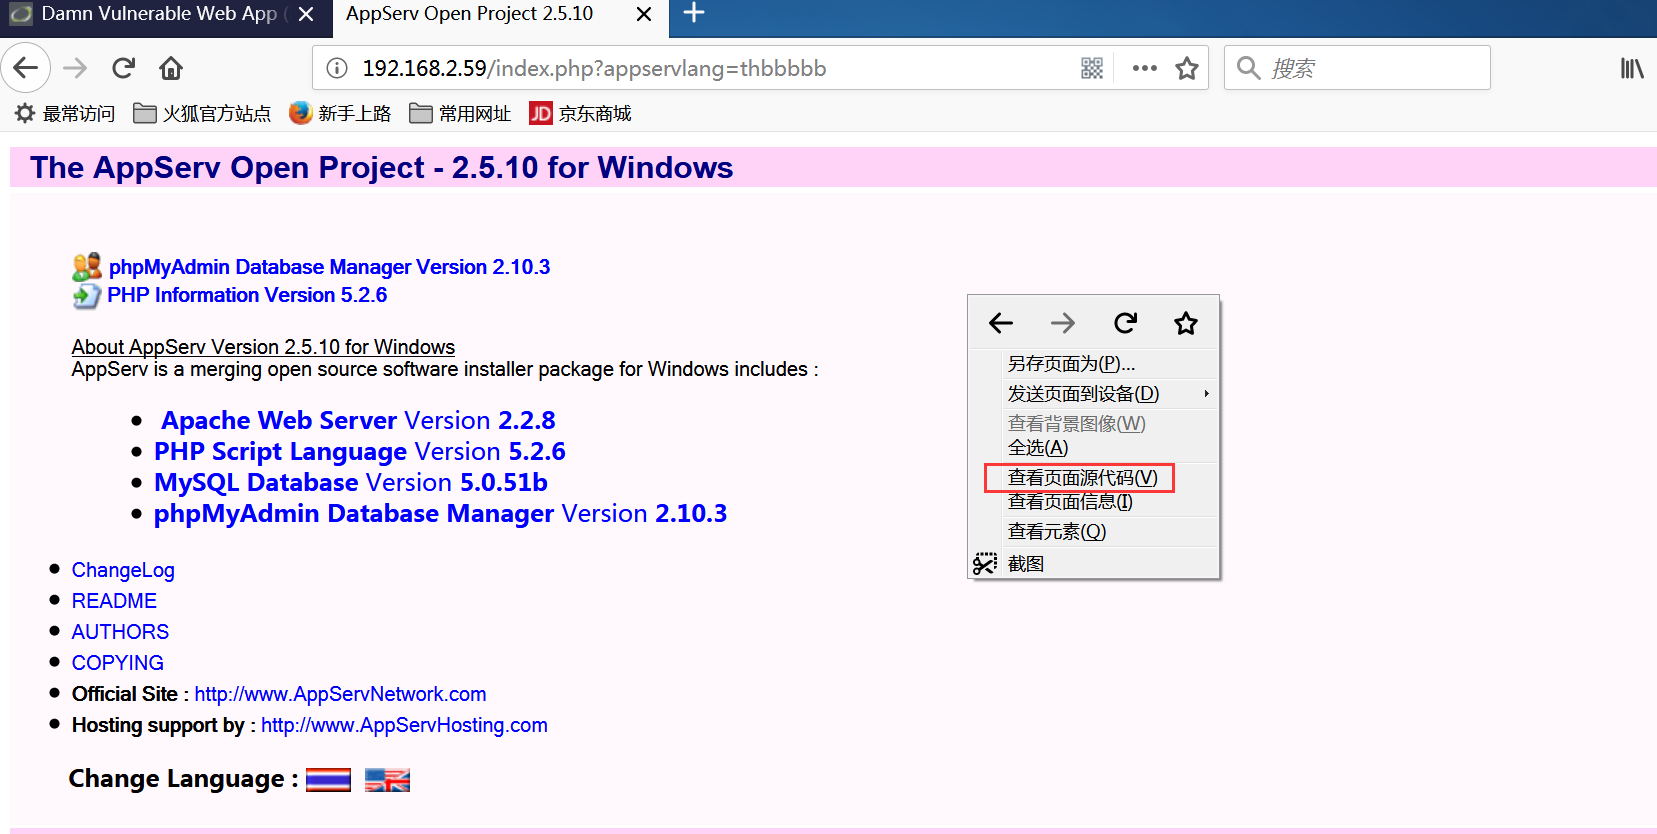 Damn Vulnerable Web App (
AppServ Open Project 2.5.10
192.168.2.59/index.php?appservlang=thbbbbb
搜索
最常访问 火狐官方站点 新手上路 常用网址 JD 京东商城
The AppServ Open Project - 2.5.10 for Windows
phpMyAdmin Database Manager Version 2.10.3
PHP Information Version 5.2.6
About AppServ Version 2.5.10 for Windows
AppServ is a merging open source software installer package for Windows includes :
Apache Web Server Version 2.2.8
PHP Script Language Version 5.2.6
MySQL Database Version 5.0.51b
phpMyAdmin Database Manager Version 2.10.3
ChangeLog
README
AUTHORS
COPYING
Official Site : http://www.AppServNetwork.com
Hosting support by : http://www.AppServHosting.com
Change Language :
另存页面为(P)...
发送页面到设备(D)
查看背景图像(W)
全选(A)
查看页面源代码(V)
查看页面信息(I)
查看元素(Q)
截图